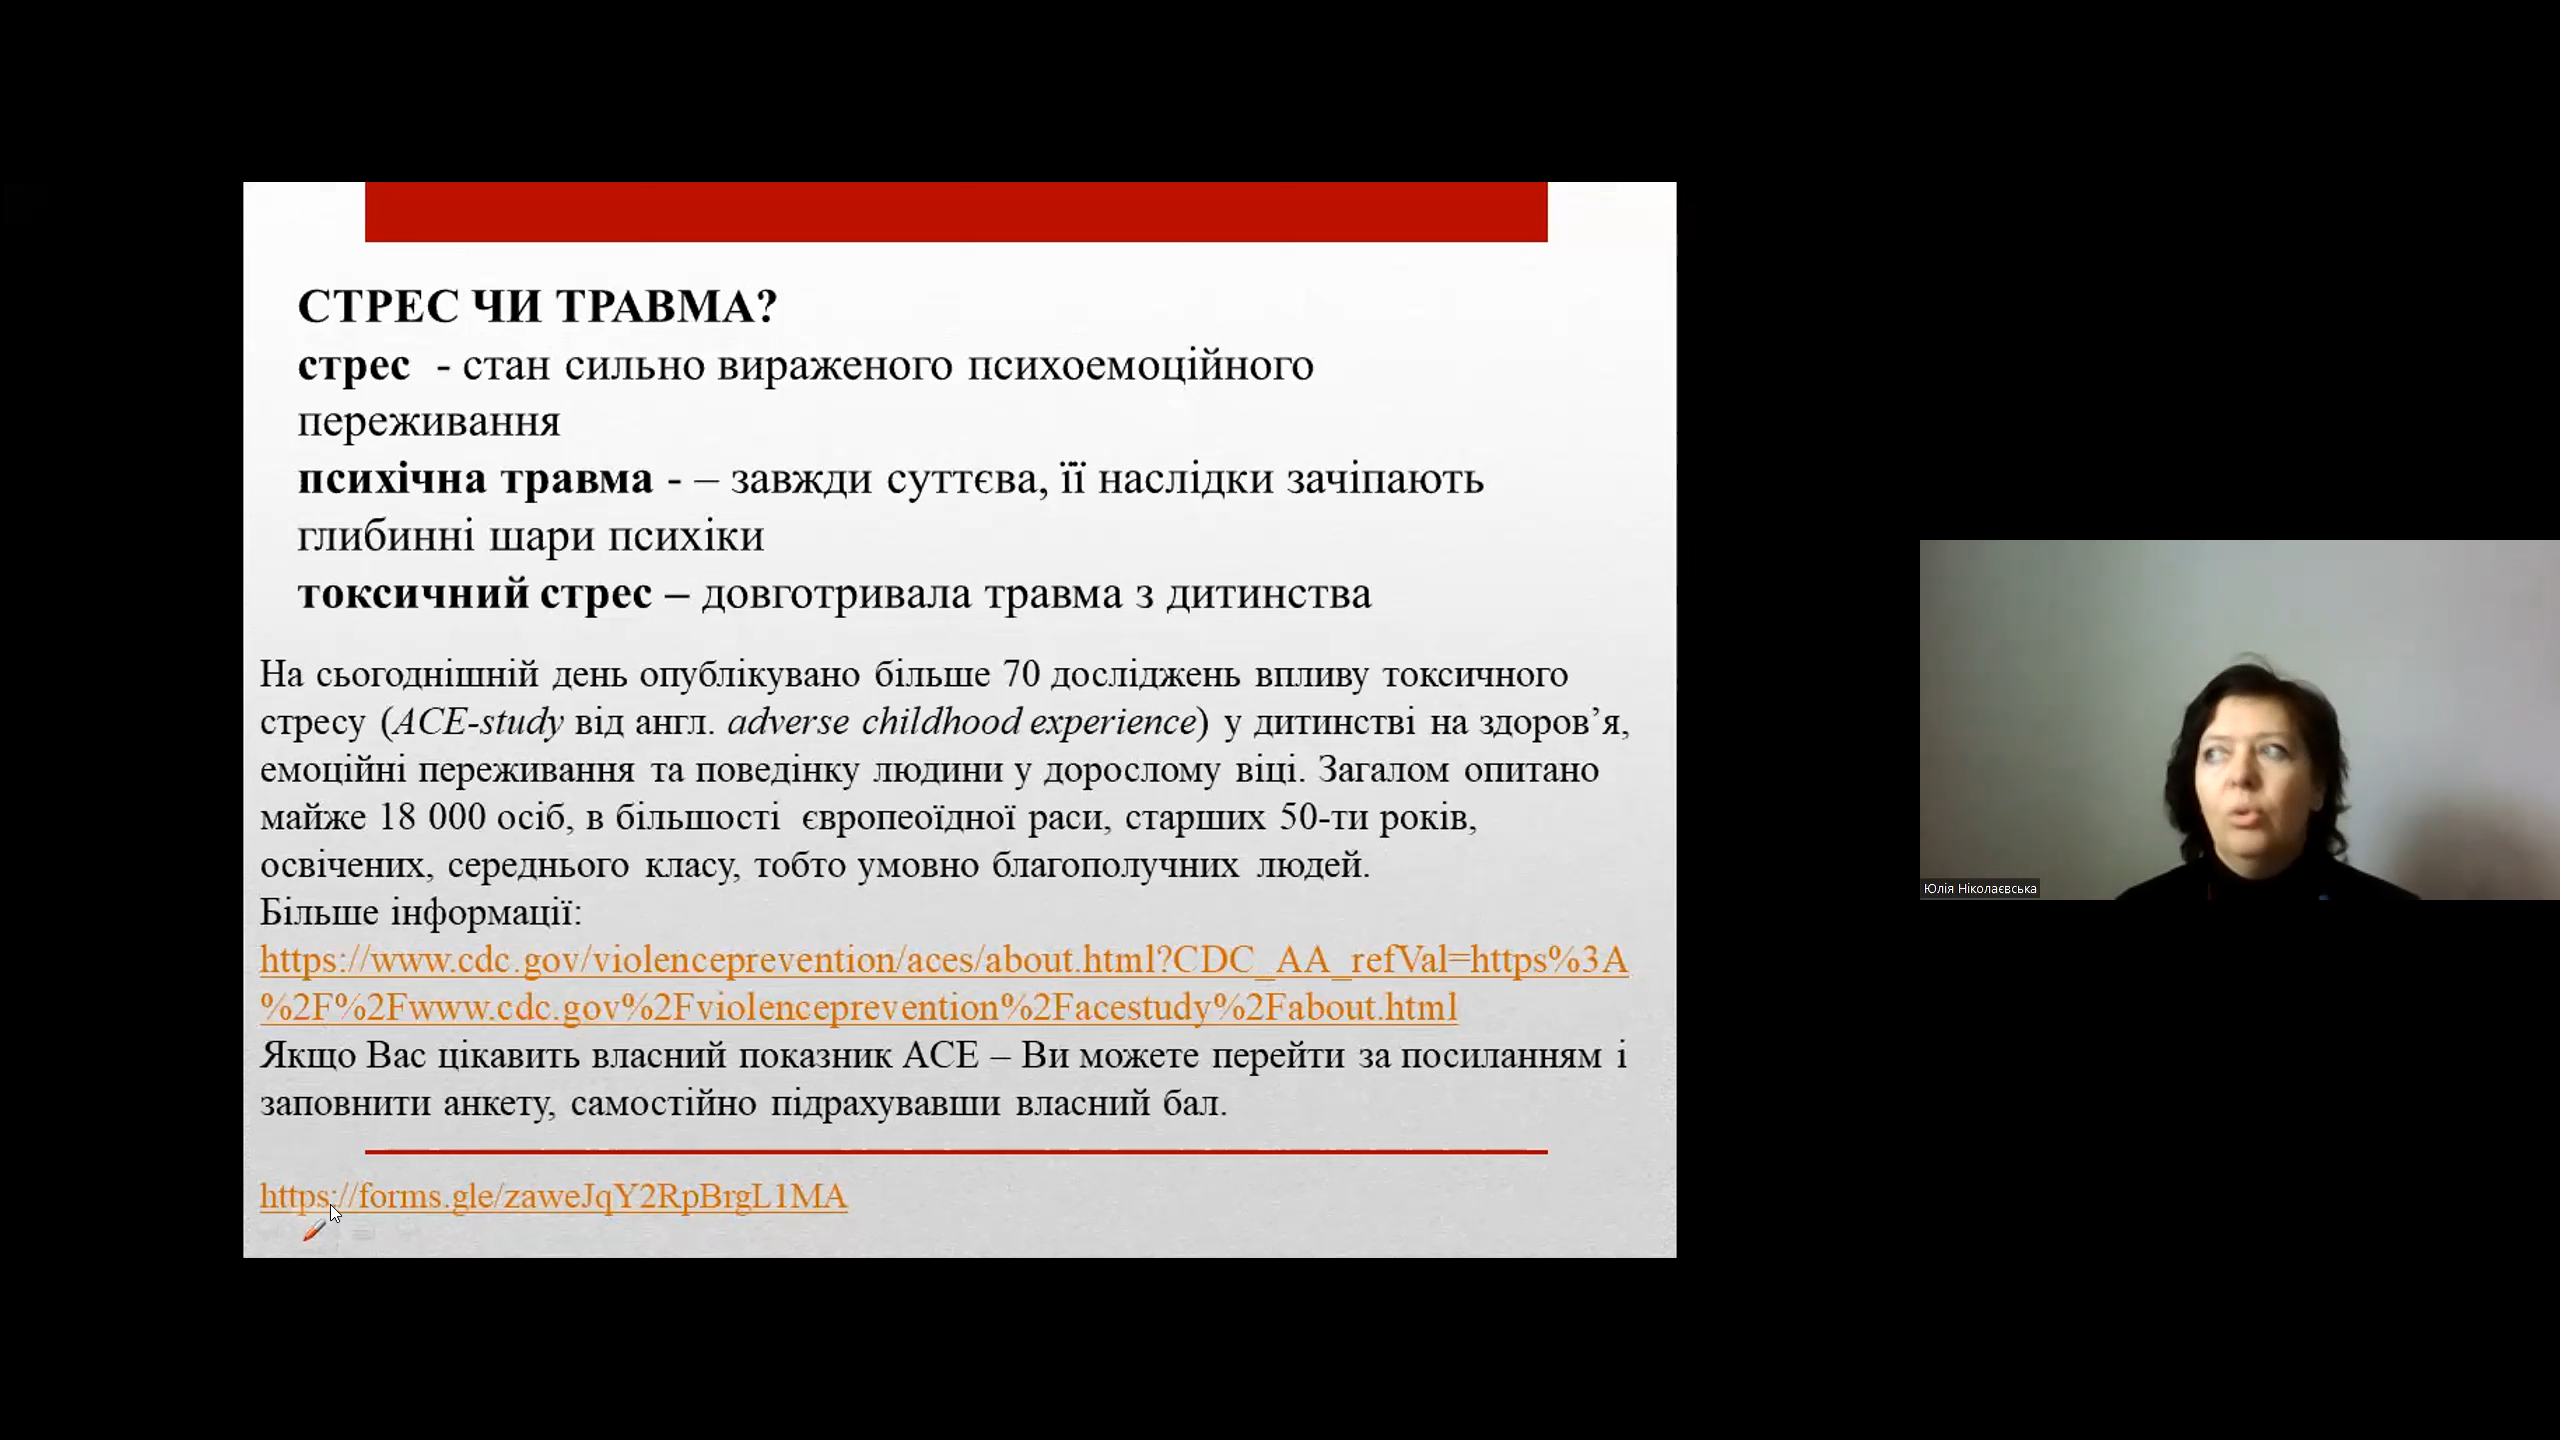 СТРЕС ЧИ ТРАВМА?
стрес - стан сильно вираженого психоемоційного
переживання
психічна травма - – завжди суттєва, її наслідки зачіпають
глибинні шари психіки
токсичний стрес – довготривала травма з дитинства
На сьогоднішній день опублікувано більше 70 досліджень впливу токсичного
стресу (ACE-study від англ. adverse childhood experience) у дитинстві на здоров’я,
емоційні переживання та поведінку людини у дорослому віці. Загалом опитано
майже 18 000 осіб, в більшості європеоїдної раси, старших 50-ти років,
освічених, середнього класу, тобто умовно благополучних людей.
Більше інформації:
https://www.cdc.gov/violenceprevention/aces/about.html?CDC_AA_refVal=https%3A
%2F%2Fwww.cdc.gov%2Fviolenceprevention%2Facestudy%2Fabout.html
Якщо Вас цікавить власний показник ACE – Ви можете перейти за посиланням і
заповнити анкету, самостійно підрахувавши власний бал.
https://forms.gle/zaweJqY2RpBrgL1MA
Юлія Ніколаєвська